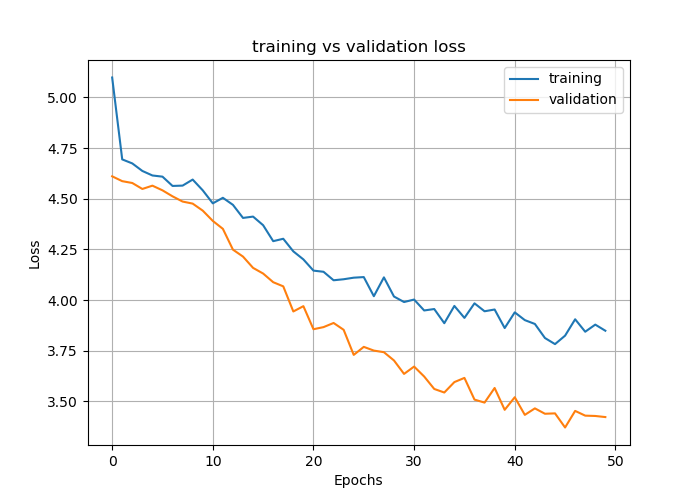 training vs validation loss
training
validation
5.00
4.75
4.50
4.25
4.00
3.75
3.50
Loss
0 10 20 30 40 50
Epochs